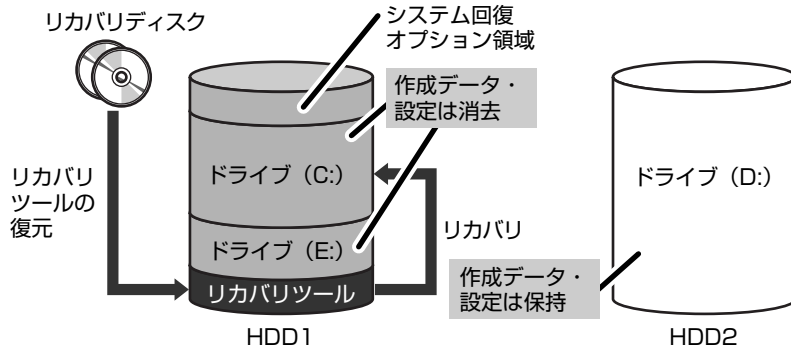 リカバリディスク
システム回復
オプション領域
作成データ・
設定は消去
ドライブ（C:）
ドライブ（D:）
リカバリ
ツールの
復元
リカバリ
ドライブ（E:）
作成データ・
設定は保持
リカバリツール
HDD1
HDD2